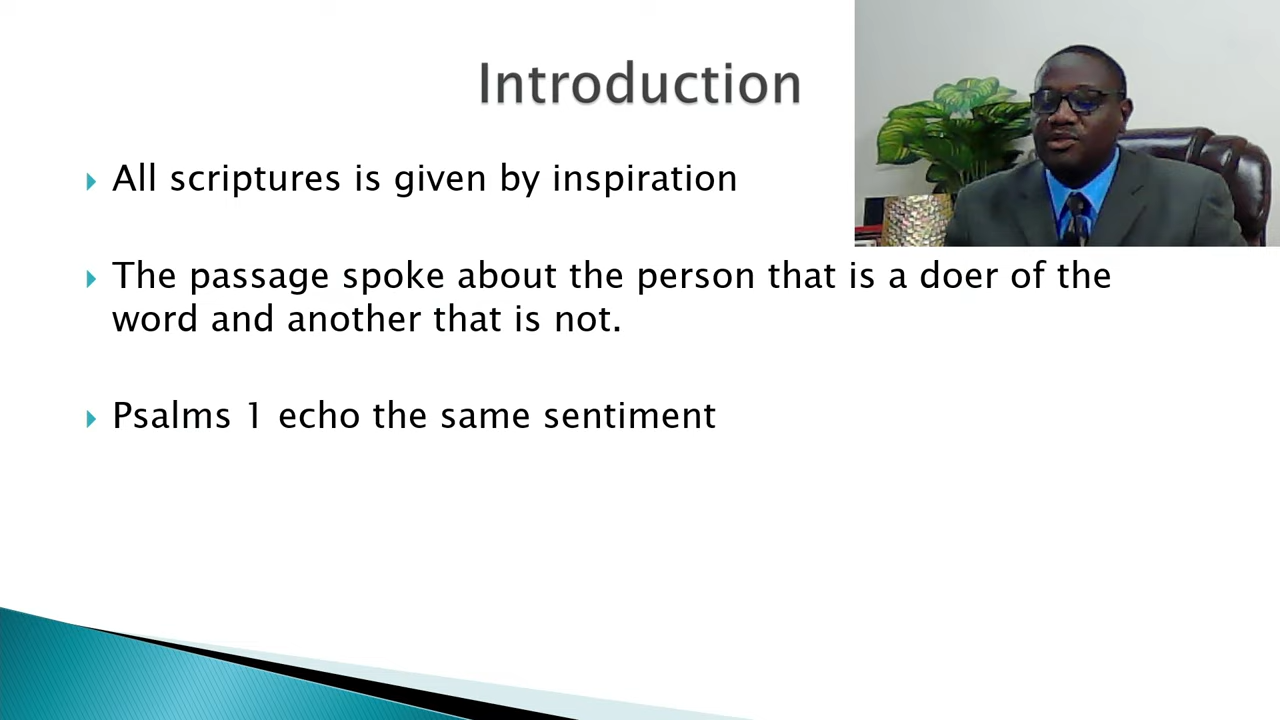 Introduction
All scriptures is given by inspiration
The passage spoke about the person that is a doer of the
word and another that is not.
Psalms 1 echo the same sentiment